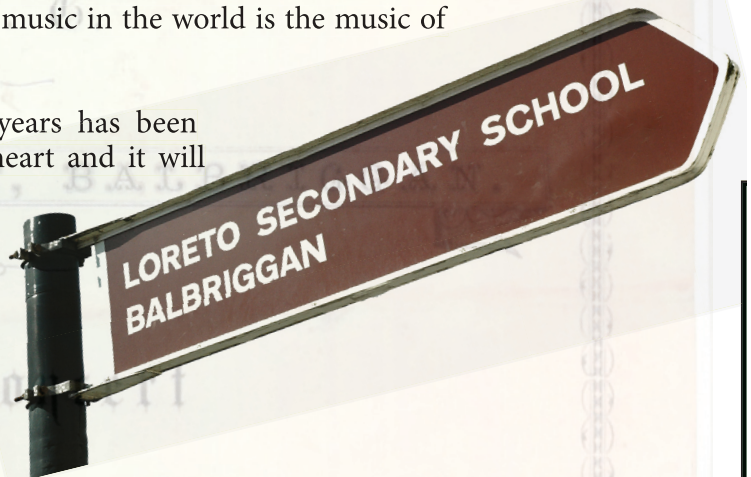 music in the world is the music of
years has been
heart and it will
LORETO SECONDARY SCHOOL
BALBRIGGAN